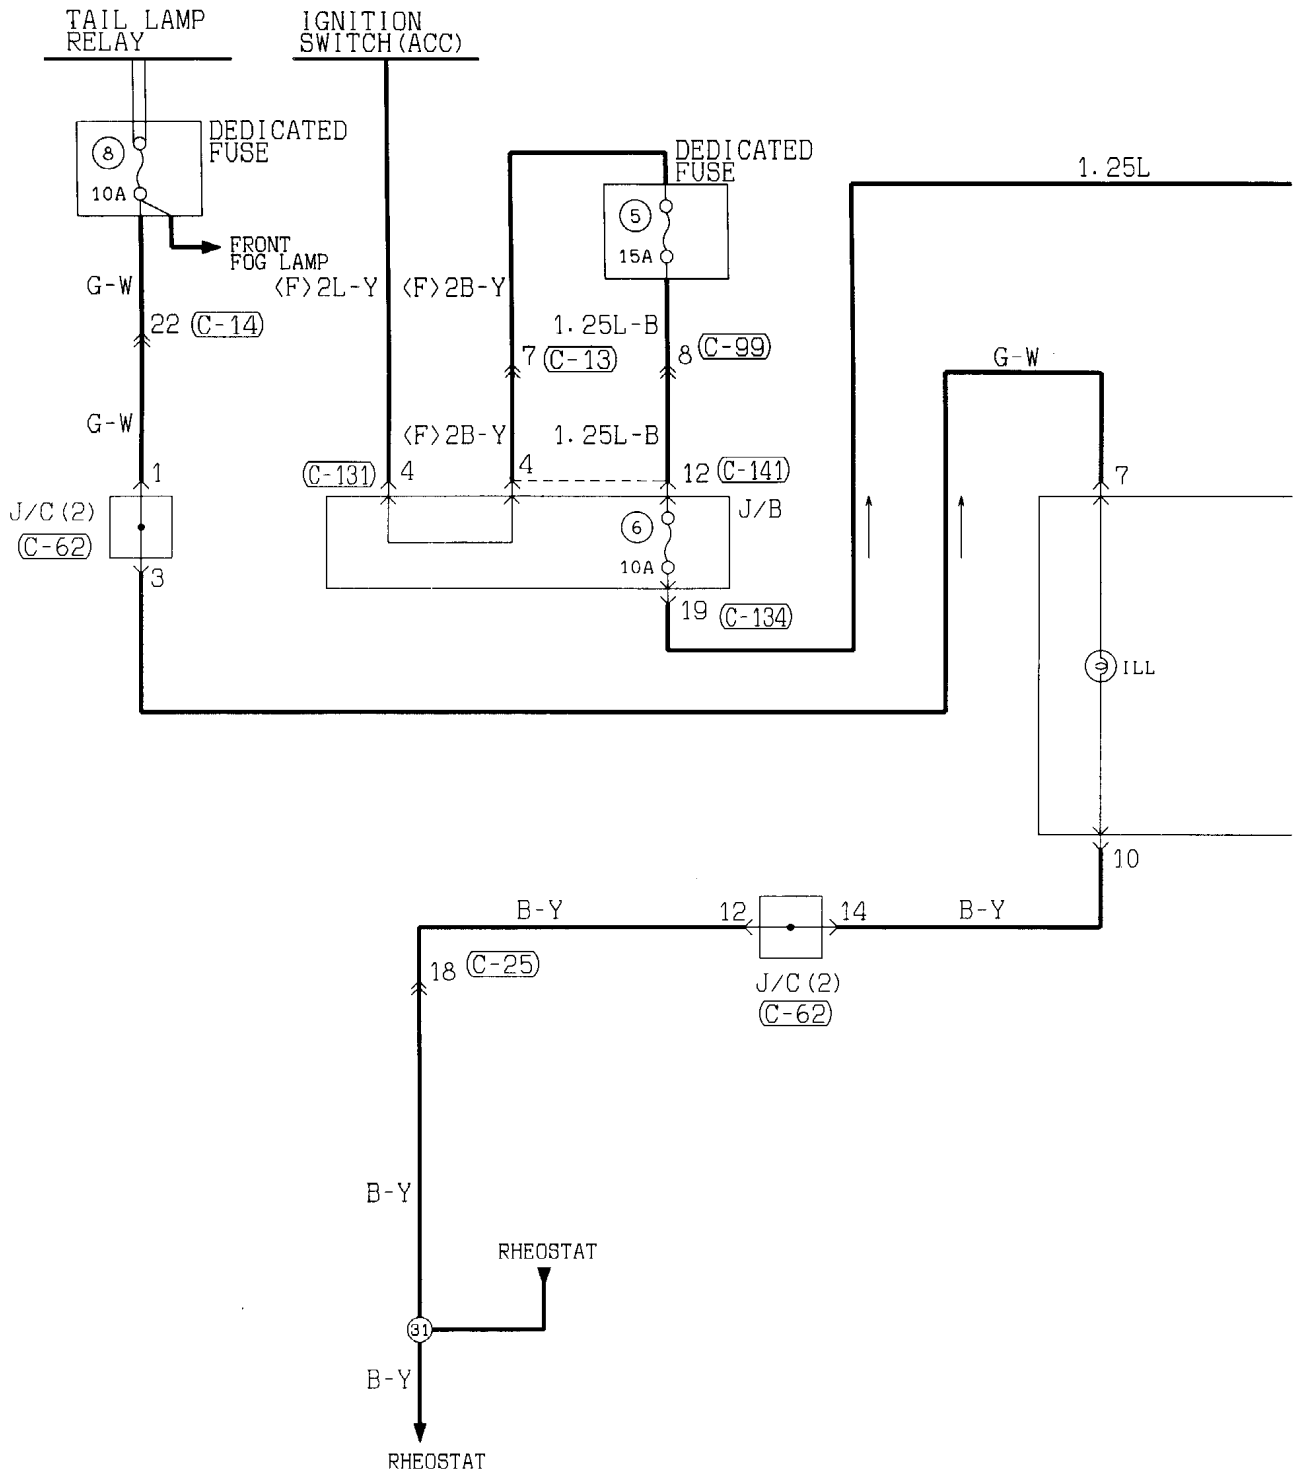 TAIL LAMP
RELAY
IGNITION
SWITCH(ACC)
8
10A
DEDICATED
FUSE
DEDICATED
FUSE
5
15A
1.25L
FRONT
FOG LAMP
G-W
<F>2L-Y
<F>2B-Y
22 (C-14)
1.25L-B
7 (C-13)
8 (C-99)
G-W
G-W
<F>2B-Y
1.25L-B
1
(C-131)
4
4
12 (C-141)
7
J/C(2)
(C-62)
6
10A
J/B
3
19 (C-134)
ILL
10
B-Y
12
14
B-Y
18 (C-25)
J/C(2)
(C-62)
B-Y
RHEOSTAT
31
B-Y
RHEOSTAT